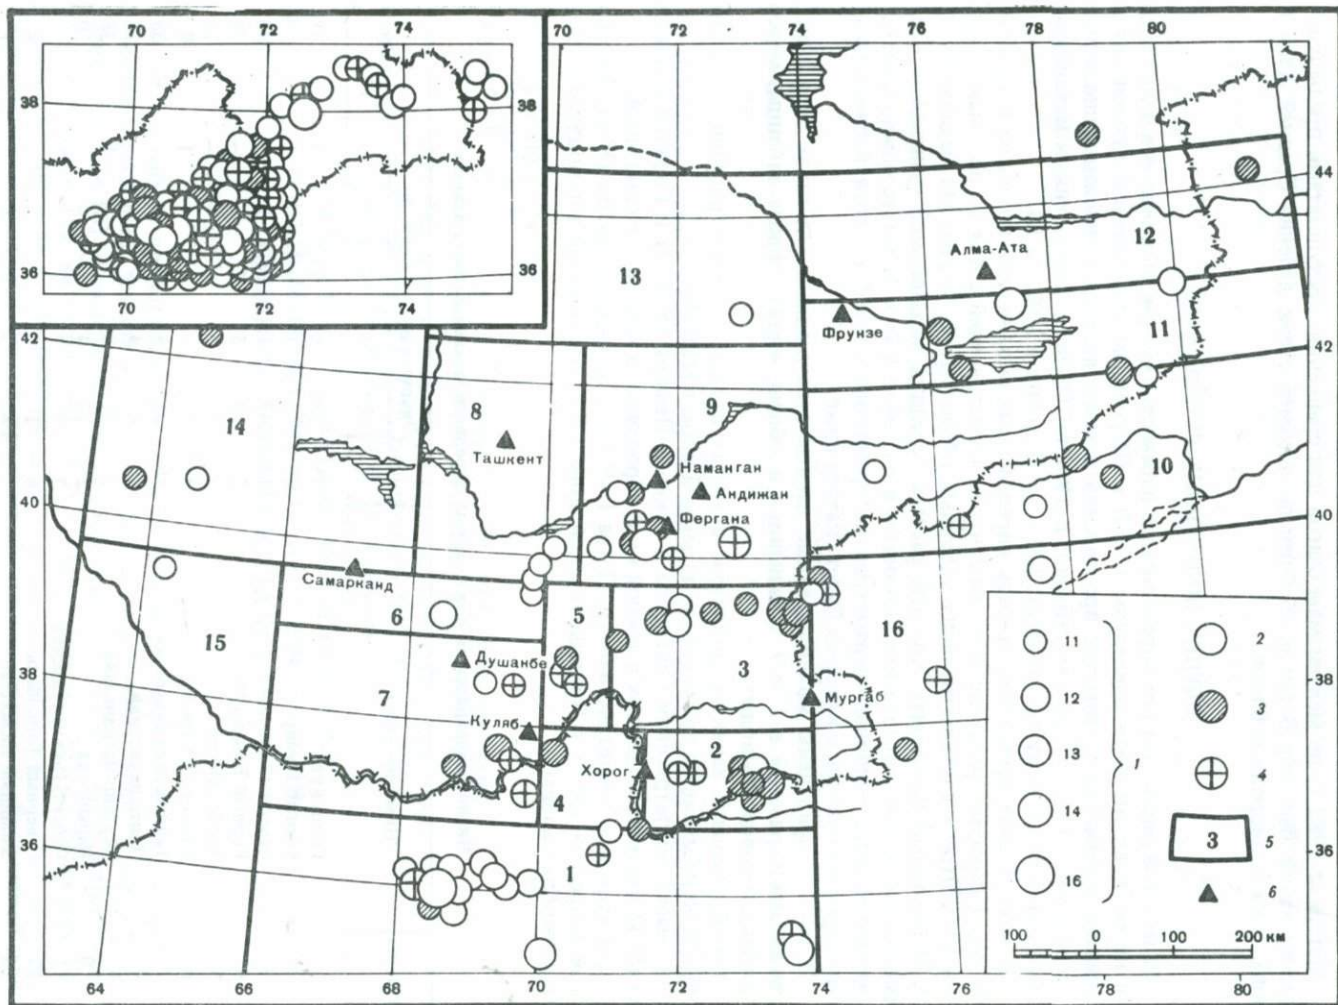 70 72 74
70 72 74 76 78 80
38 38
36 36
70 72 74
44
42 42
40 40
38 38
36 36
13
12
Алма-Ата
Фрунзе
11
8
9
14
Ташкент
Наманган
Андижан
Фергана
10
Самарканд
6
5
15
3
16
Душанбе
7
Мургаб
Куляб
2
Хорог
4
1
11
12
13
14
16
1
2
3
4
3 5
6
100 0 100 200 км
64 66 68 70 72 74 76 78 80